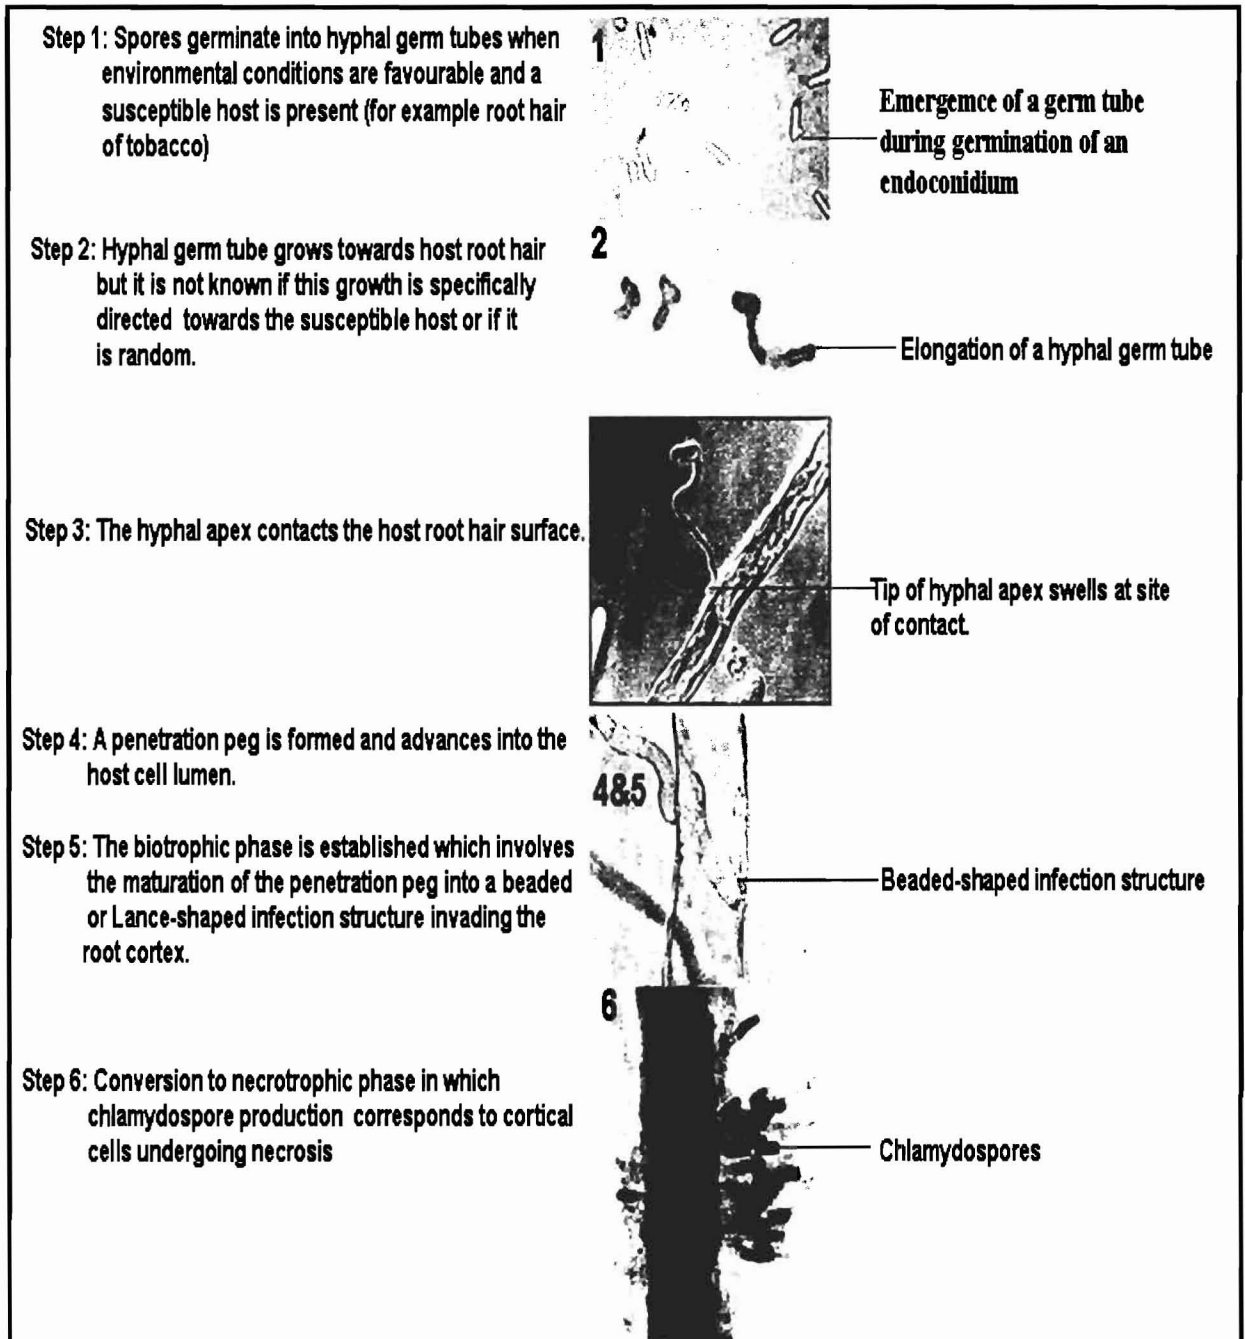 Step 1: Spores germinate into hyphal germ tubes when
environmental conditions are favourable and a
susceptible host is present (for example root hair
of tobacco)
1
Emergemce of a germ tube
during germination of an
endoconidium
Step 2: Hyphal germ tube grows towards host root hair
but it is not known if this growth is specifically
directed towards the susceptible host or if it
is random.
2
Elongation of a hyphal germ tube
Step 3: The hyphal apex contacts the host root hair surface.
Tip of hyphal apex swells at site
of contact.
Step 4: A penetration peg is formed and advances into the
host cell lumen.
4&5
Step 5: The biotrophic phase is established which involves
the maturation of the penetration peg into a beaded
or Lance-shaped infection structure invading the
root cortex.
Beaded-shaped infection structure
6
Step 6: Conversion to necrotrophic phase in which
chlamydospore production corresponds to cortical
cells undergoing necrosis
Chlamydospores